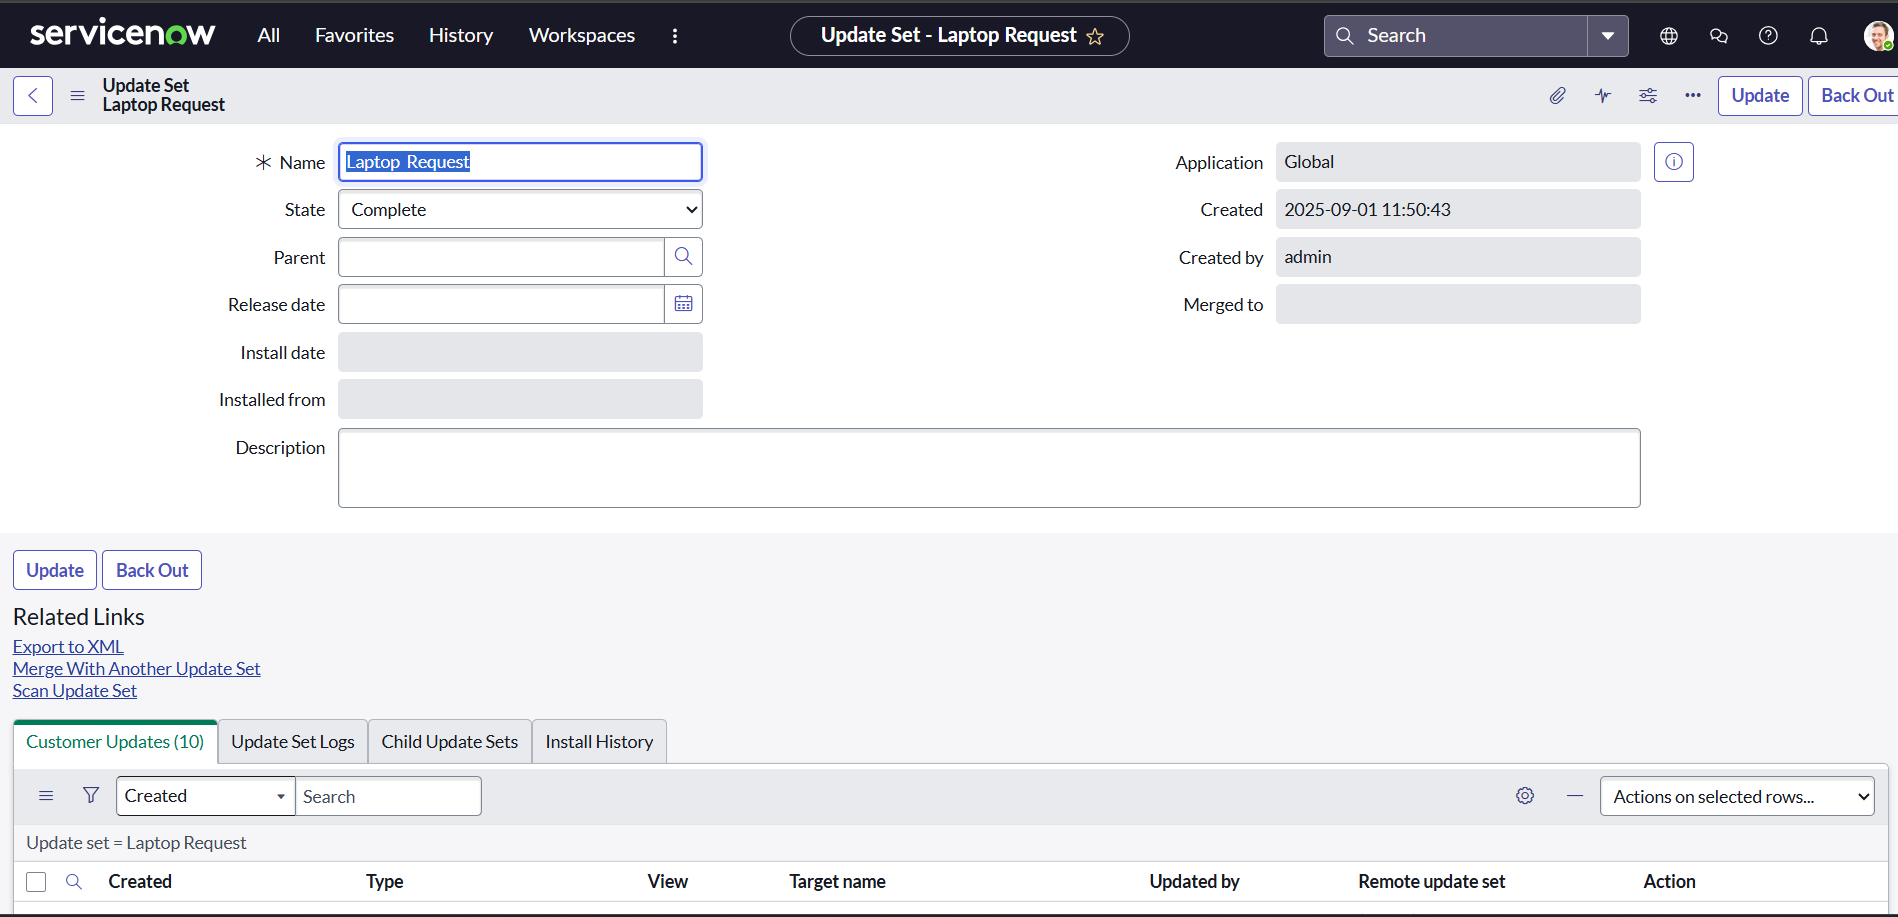 servicenow All Favorites History Workspaces Update Set - Laptop Request Search
Update Set
Laptop Request
Update Back Out
Name Laptop Request
Application Global
State Complete
Created 2025-09-01 11:50:43
Parent
Created by admin
Release date
Merged to
Install date
Installed from
Description
Update Back Out
Related Links
Export to XML
Merge With Another Update Set
Scan Update Set
Customer Updates (10) Update Set Logs Child Update Sets Install History
Created Search Actions on selected rows...
Update set = Laptop Request
Created Type View Target name Updated by Remote update set Action